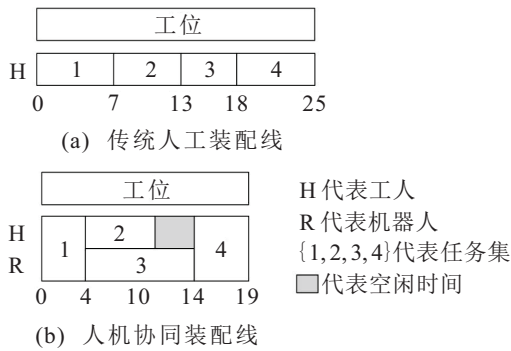 工位
H 1 2 3 4
0 7 13 18 25
(a) 传统人工装配线
工位
H 代表工人
H 2
R 代表机器人
1 4
R 3
{1,2,3,4}代表任务集
代表空闲时间
0 4 10 14 19
(b) 人机协同装配线